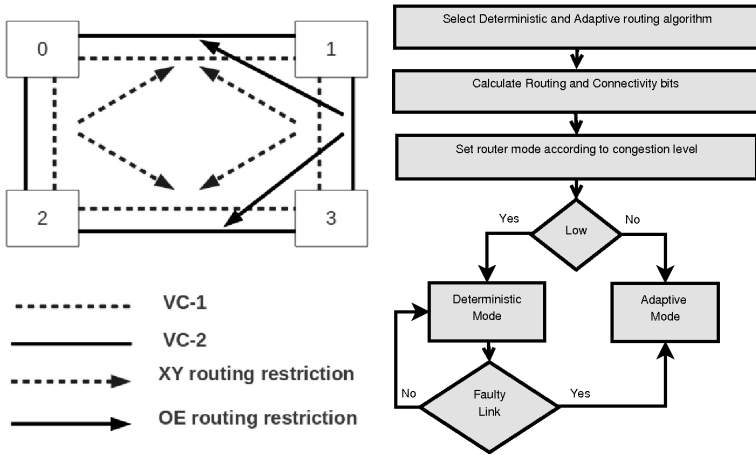 0
1
2
3
VC-1
VC-2
XY routing restriction
OE routing restriction
Select Deterministic and Adaptive routing algorithm
Calculate Routing and Connectivity bits
Set router mode according to congestion level
Low
Yes
No
Deterministic
Mode
Adaptive
Mode
Faulty
Link
No
Yes